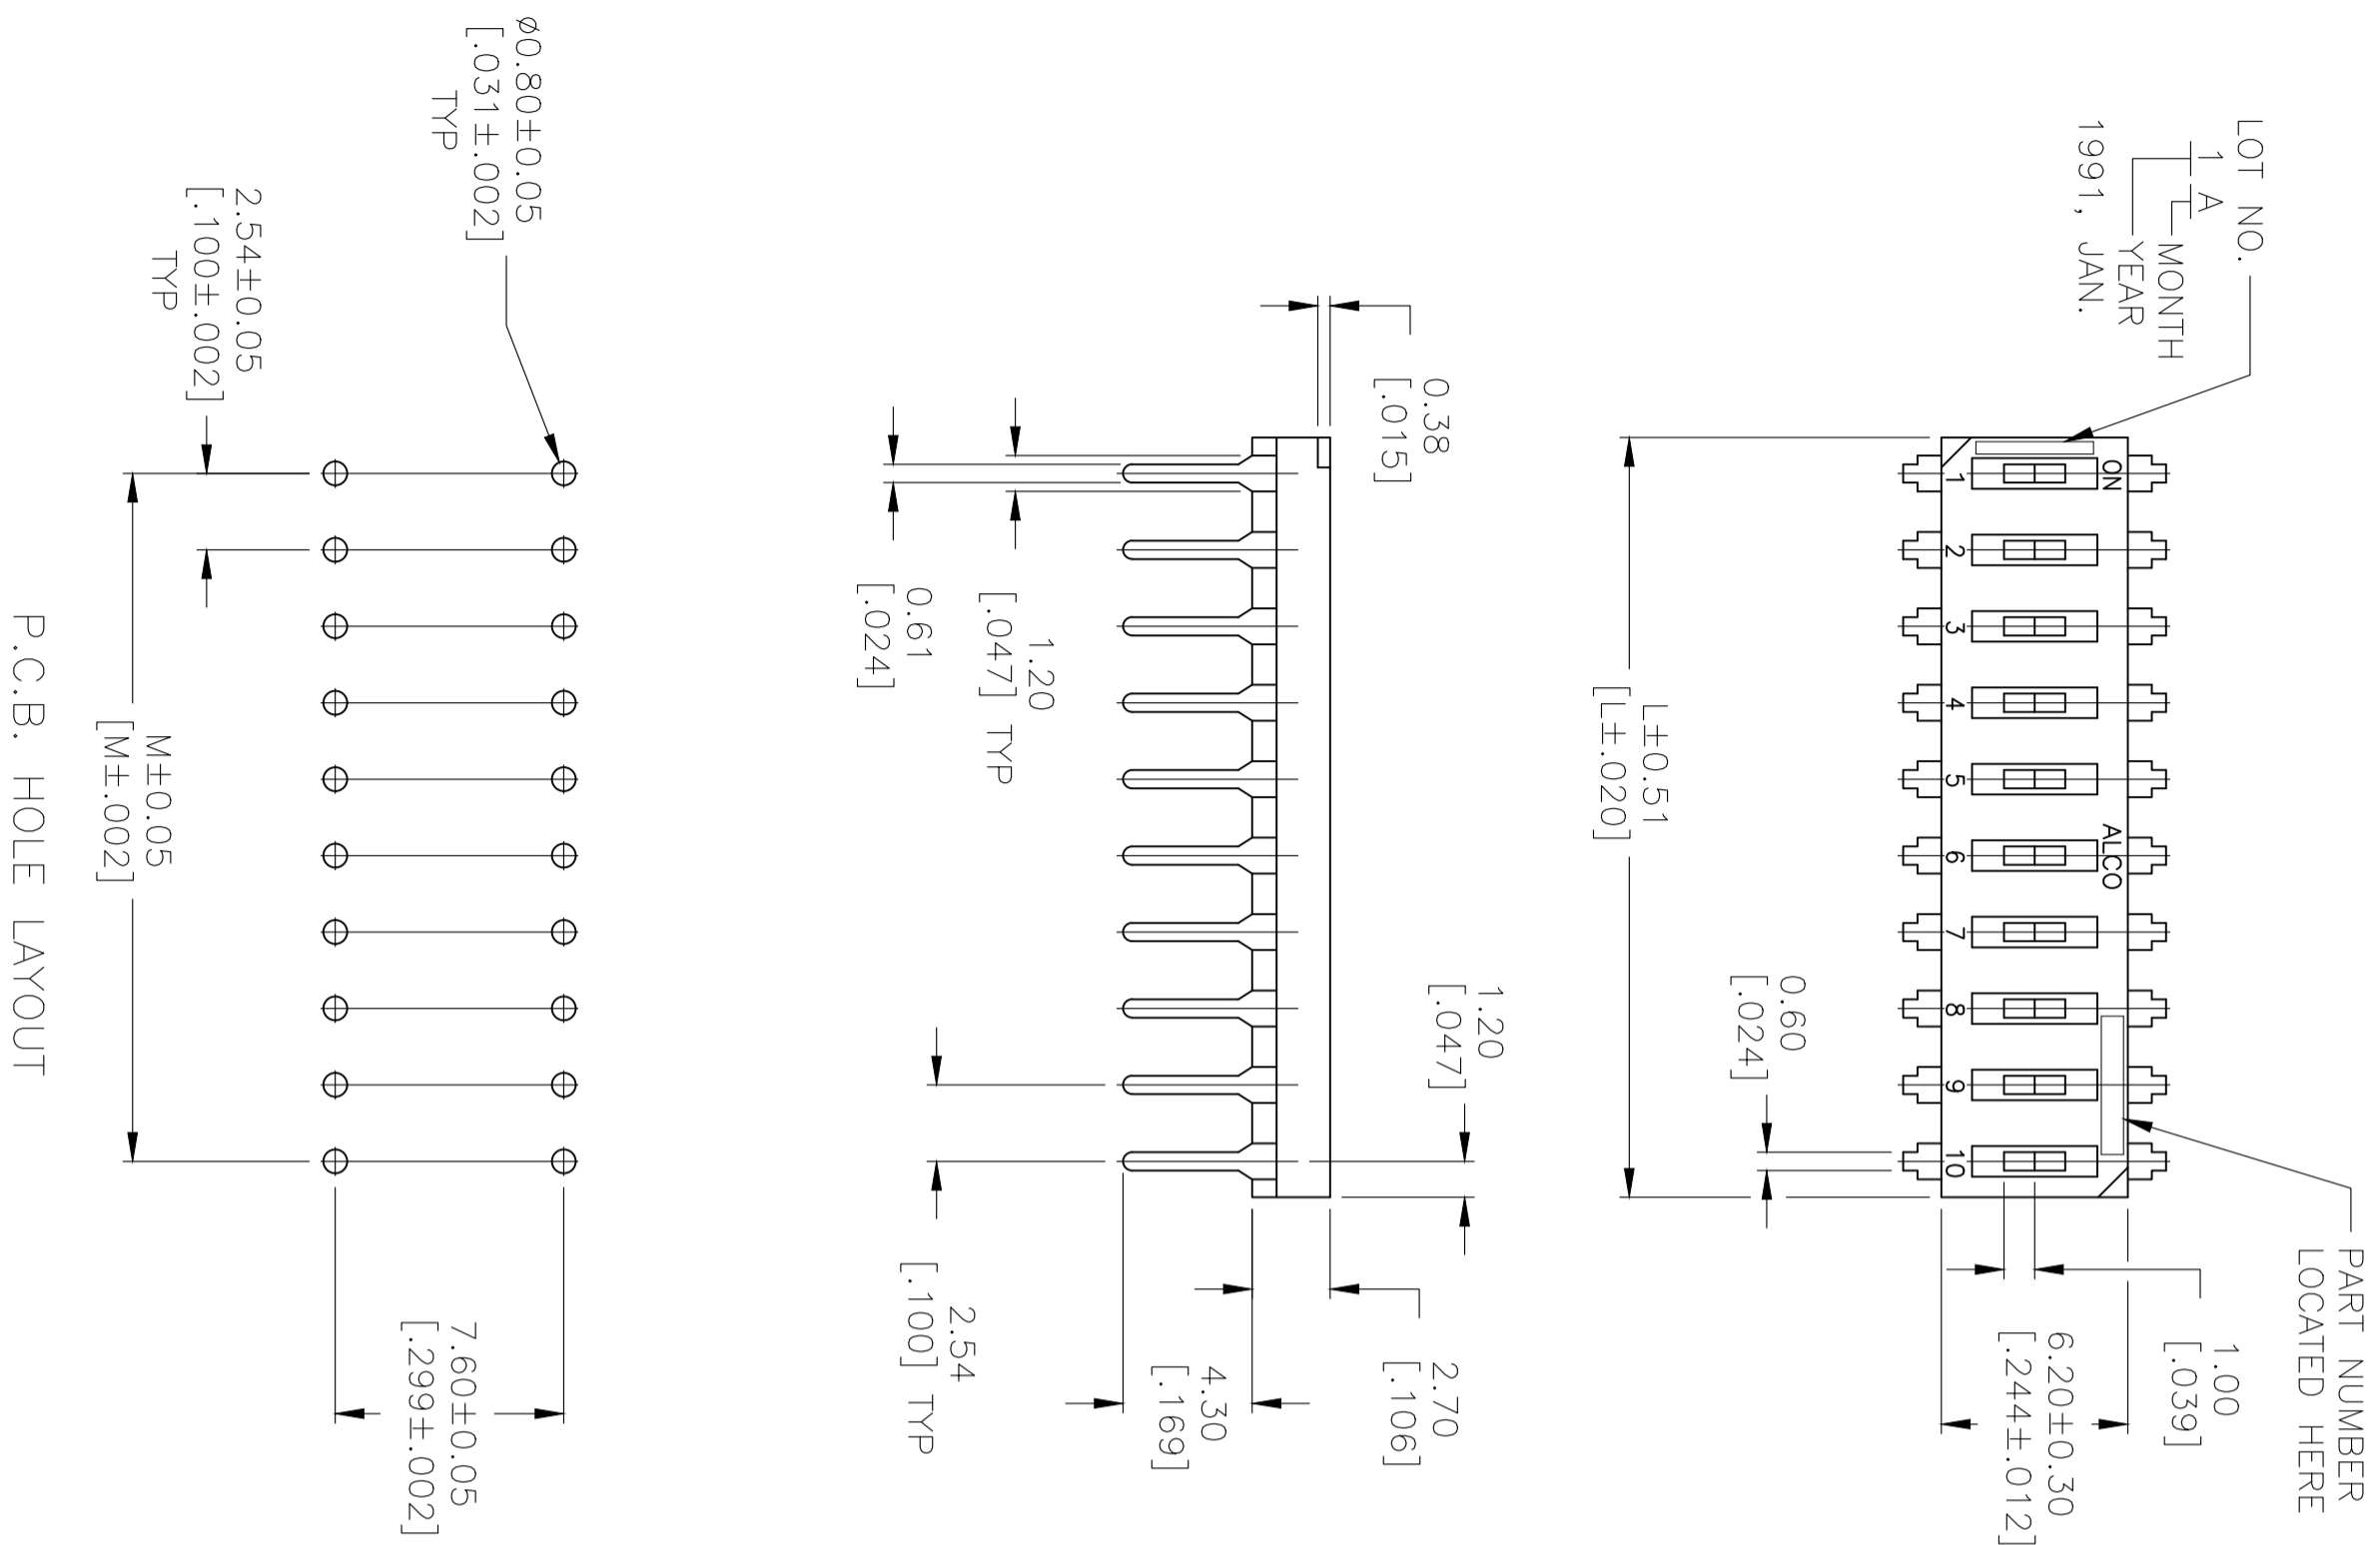 LOT NO.
1 A
MONTH
YEAR
1991, JAN.
PART NUMBER
LOCATED HERE
ON
ALCO
1
2
3
4
5
6
7
8
9
10
1.00
[.039]
6.20±0.30
[.244±.012]
0.60
[.024]
L±0.51
[L±.020]
0.38
[.015]
1.20
[.047]
2.70
[.106]
4.30
[.169]
1.20
[.047] TYP
0.61
[.024]
2.54
[.100] TYP
Ø0.80±0.05
[.031±.002]
TYP
7.60±0.05
[.299±.002]
2.54±0.05
[.100±.002]
TYP
M±0.05
[M±.002]
P.C.B. HOLE LAYOUT